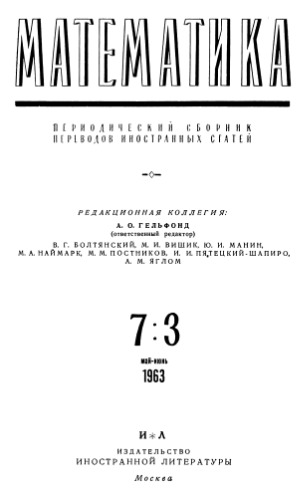 МАТЕМАТИКА
ПЕРИОДИЧЕСКИЙ СБОРНИК
ПЕРЕВОДОВ ИНОСТРАННЫХ СТАТЕЙ
РЕДАКЦИОННАЯ КОЛЛЕГИЯ:
А. О. ГЕЛЬФОНД
(ответственный редактор)
В. Г. БОЛТЯНСКИЙ, М. И. ВИШИК, Ю. И. МАНИН,
М. А. НАЙМАРК, М. М. ПОСТНИКОВ, И. И. ПЯТЕЦКИЙ-ШАПИРО,
А. М. ЯГЛОМ
7:3
май-июнь
1963
И*Л
ИЗДАТЕЛЬСТВО
ИНОСТРАННОЙ ЛИТЕРАТУРЫ
Москва